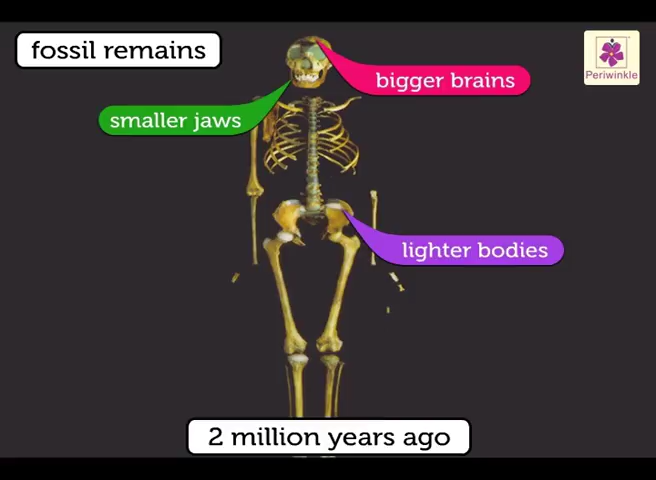 fossil remains
Periwinkle
bigger brains
smaller jaws
lighter bodies
2 million years ago